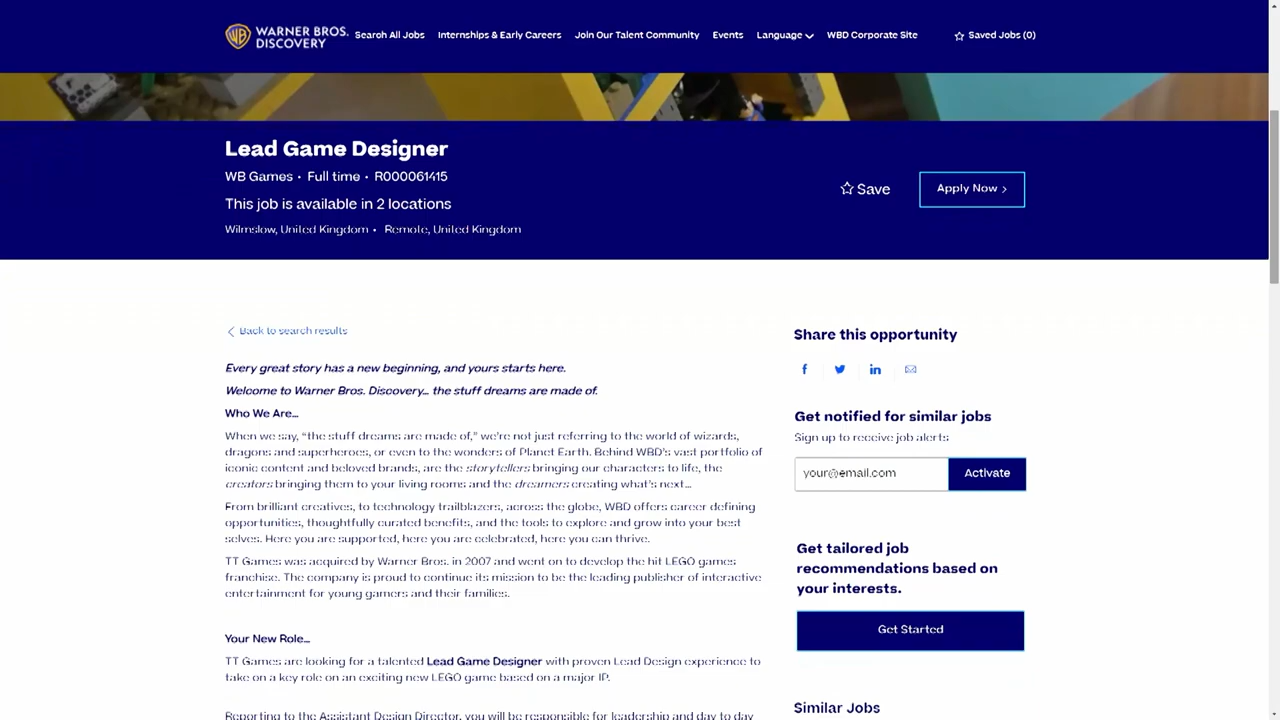 WARNER BROS. DISCOVERY
Search All Jobs
Internships & Early Careers
Join Our Talent Community
Events
Language
WBD Corporate Site
Saved Jobs (0)
Lead Game Designer
WB Games • Full time • R000061415
This job is available in 2 locations
Wilmslow, United Kingdom • Remote, United Kingdom
Save
Apply Now
Back to search results
Every great story has a new beginning, and yours starts here.
Welcome to Warner Bros. Discovery… the stuff dreams are made of.
Who We Are…
When we say, “the stuff dreams are made of,” we’re not just referring to the world of wizards,
dragons and superheroes, or even to the wonders of Planet Earth. Behind WBD’s vast portfolio of
iconic content and beloved brands, are the storytellers bringing our characters to life, the
creators bringing them to your living rooms and the dreamers creating what’s next…
From brilliant creatives, to technology trailblazers, across the globe, WBD offers career defining
opportunities, thoughtfully curated benefits, and the tools to explore and grow into your best
selves. Here you are supported, here you are celebrated, here you can thrive.
TT Games was acquired by Warner Bros. in 2007 and went on to develop the hit LEGO games
franchise. The company is proud to continue its mission to be the leading publisher of interactive
entertainment for young gamers and their families.
Your New Role…
TT Games are looking for a talented Lead Game Designer with proven Lead Design experience to
take on a key role on an exciting new LEGO game based on a major IP.
Reporting to the Assistant Design Director, you will be responsible for leadership and day to day
Share this opportunity
Get notified for similar jobs
Sign up to receive job alerts
your@email.com
Activate
Get tailored job
recommendations based on
your interests.
Get Started
Similar Jobs